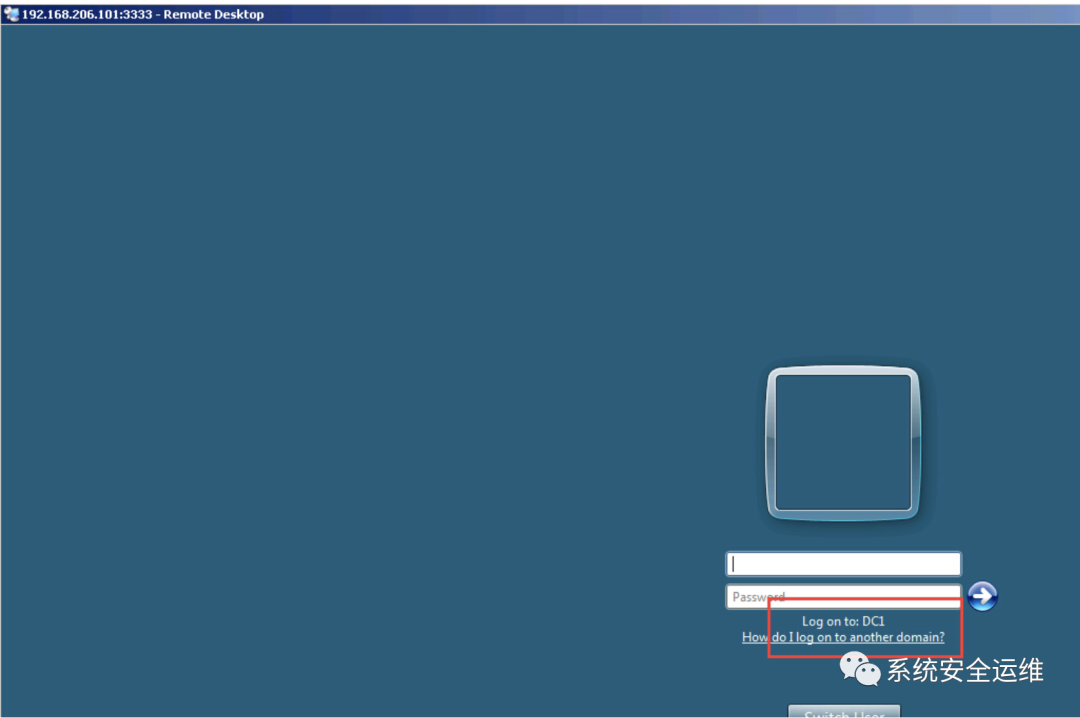 192.168.206.101:3333 - Remote Desktop
Password
Log on to: DC1
How do I log on to another domain?
系统安全运维
Switch User